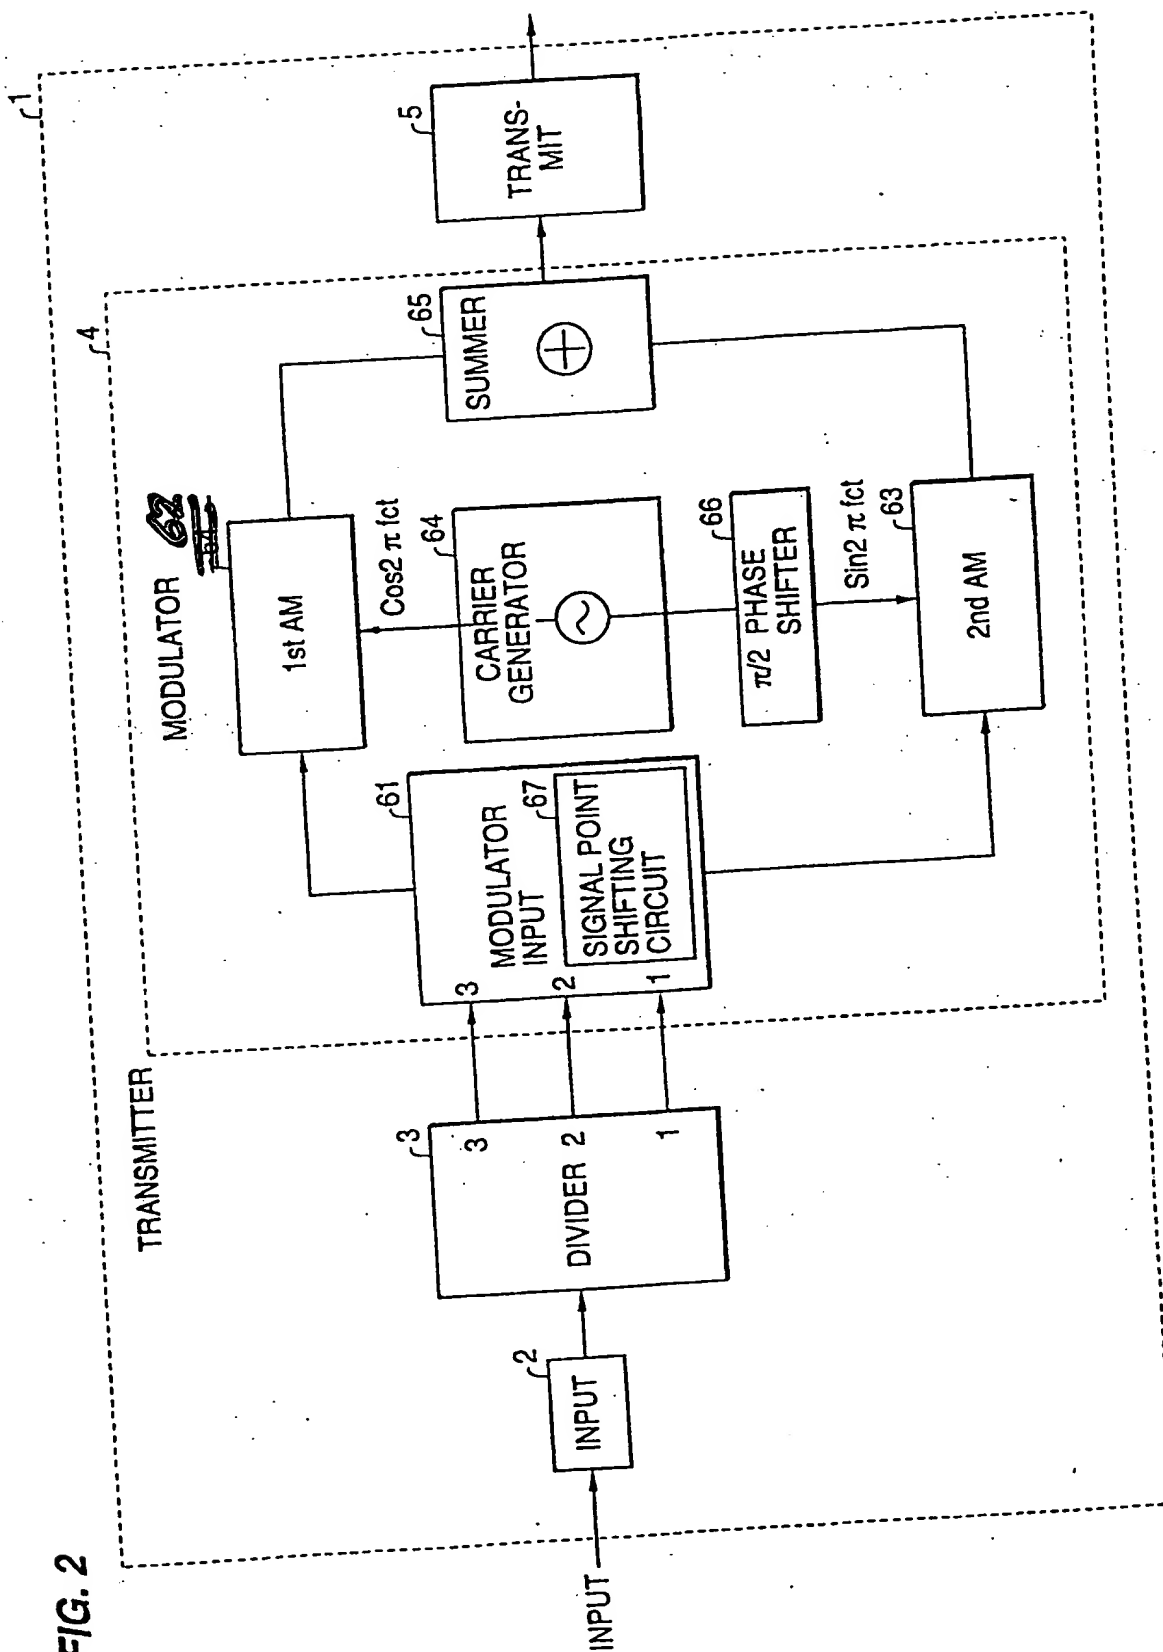 FIG. 2
1
TRANSMITTER
4
MODULATOR
62
1st AM
Cos2 π fct
64
CARRIER
GENERATOR
66
π/2 PHASE
SHIFTER
Sin2 π fct
63
2nd AM
61
MODULATOR
INPUT
67
SIGNAL POINT
SHIFTING
CIRCUIT
3
2
1
3
DIVIDER
3
2
1
2
INPUT
INPUT
65
SUMMER
5
TRANS-
MIT